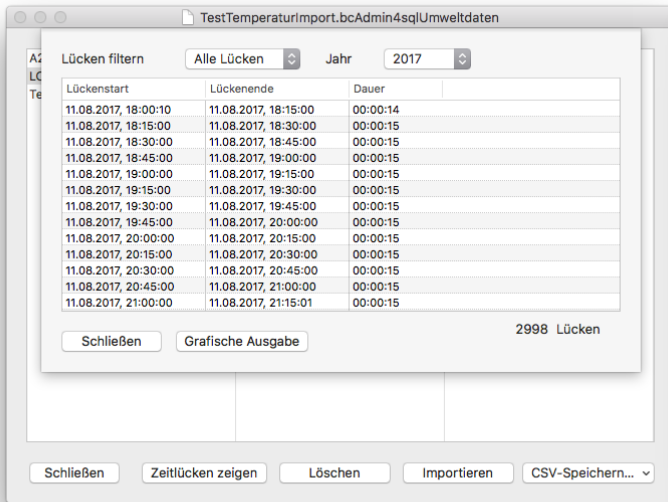 TestTemperaturImport.bcAdmin4sqlUmweltdaten
A2
LC
Te
Lücken filtern Alle Lücken Jahr 2017
Lückenstart Lückenende Dauer
11.08.2017, 18:00:10 11.08.2017, 18:15:00 00:00:14
11.08.2017, 18:15:00 11.08.2017, 18:30:00 00:00:15
11.08.2017, 18:30:00 11.08.2017, 18:45:00 00:00:15
11.08.2017, 18:45:00 11.08.2017, 19:00:00 00:00:15
11.08.2017, 19:00:00 11.08.2017, 19:15:00 00:00:15
11.08.2017, 19:15:00 11.08.2017, 19:30:00 00:00:15
11.08.2017, 19:30:00 11.08.2017, 19:45:00 00:00:15
11.08.2017, 19:45:00 11.08.2017, 20:00:00 00:00:15
11.08.2017, 20:00:00 11.08.2017, 20:15:00 00:00:15
11.08.2017, 20:15:00 11.08.2017, 20:30:00 00:00:15
11.08.2017, 20:30:00 11.08.2017, 20:45:00 00:00:15
11.08.2017, 20:45:00 11.08.2017, 21:00:00 00:00:15
11.08.2017, 21:00:00 11.08.2017, 21:15:01 00:00:15
2998 Lücken
Schließen Grafische Ausgabe
Schließen Zeitlücken zeigen Löschen Importieren CSV-Speichern...